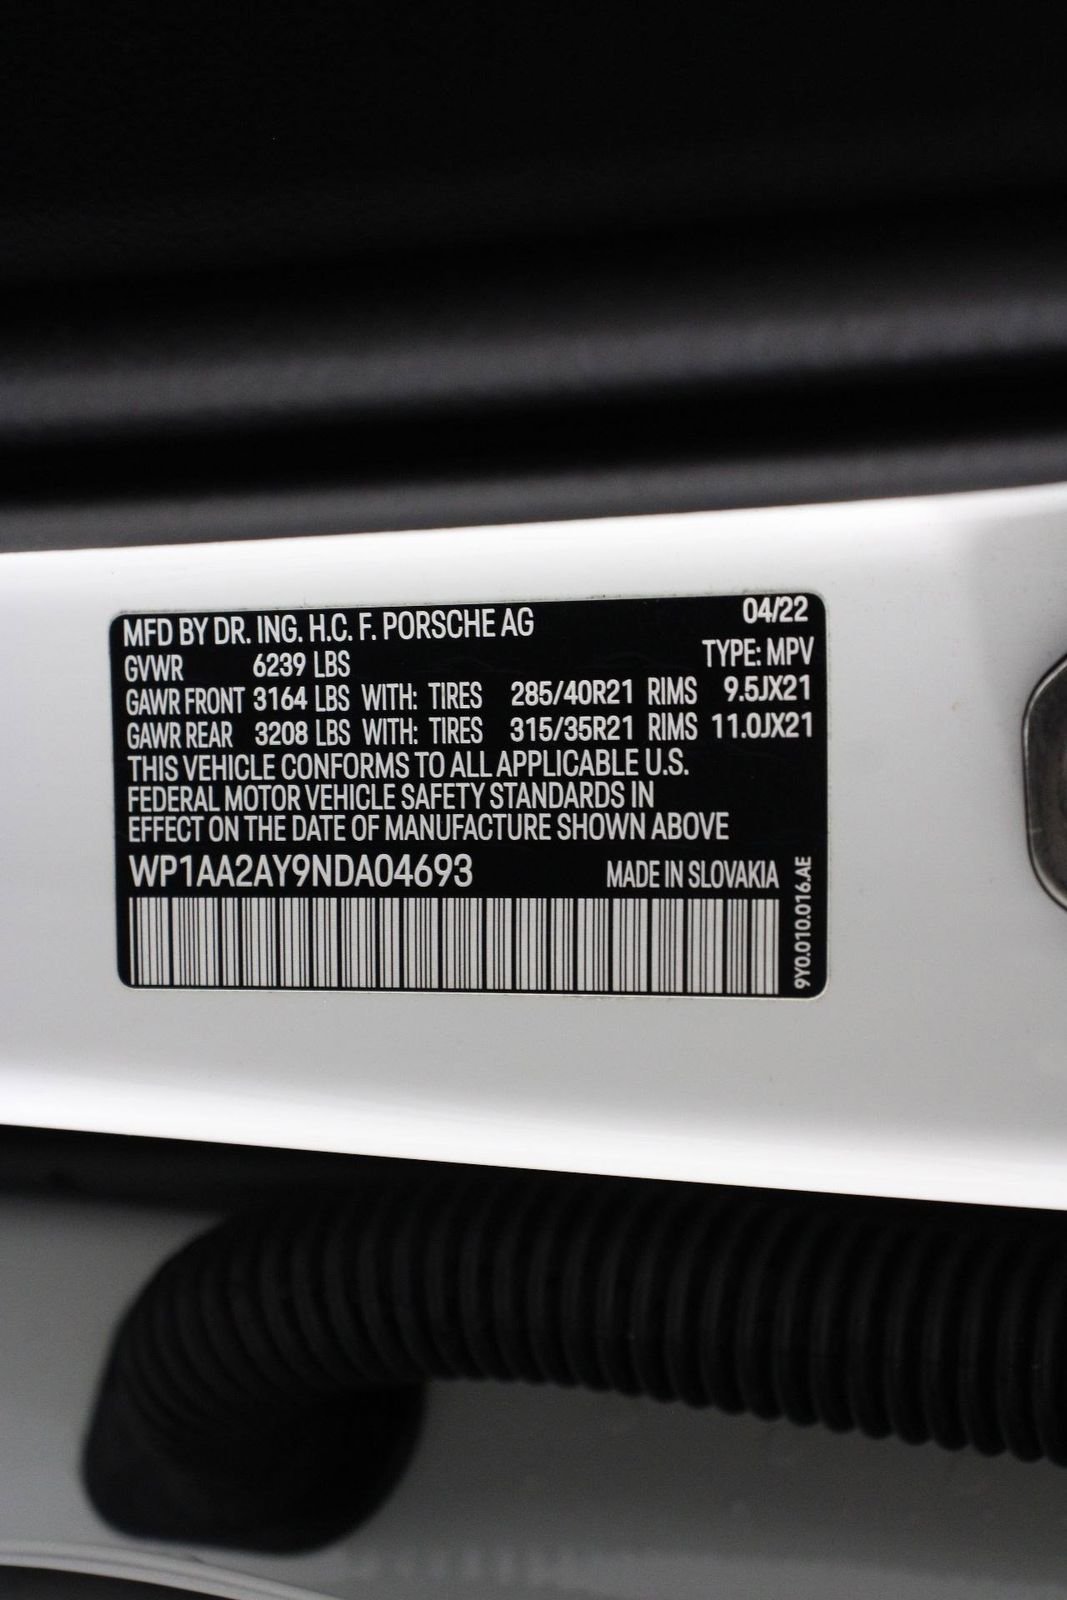 MFD BY DR. ING. H.C. F. PORSCHE AG 04/22
GVWR 6239 LBS TYPE: MPV
GAWR FRONT 3164 LBS WITH: TIRES 285/40R21 RIMS 9.5JX21
GAWR REAR 3208 LBS WITH: TIRES 315/35R21 RIMS 11.0JX21
THIS VEHICLE CONFORMS TO ALL APPLICABLE U.S.
FEDERAL MOTOR VEHICLE SAFETY STANDARDS IN
EFFECT ON THE DATE OF MANUFACTURE SHOWN ABOVE
WP1AA2AY9NDA04693 MADE IN SLOVAKIA
9Y0.010.016.AE